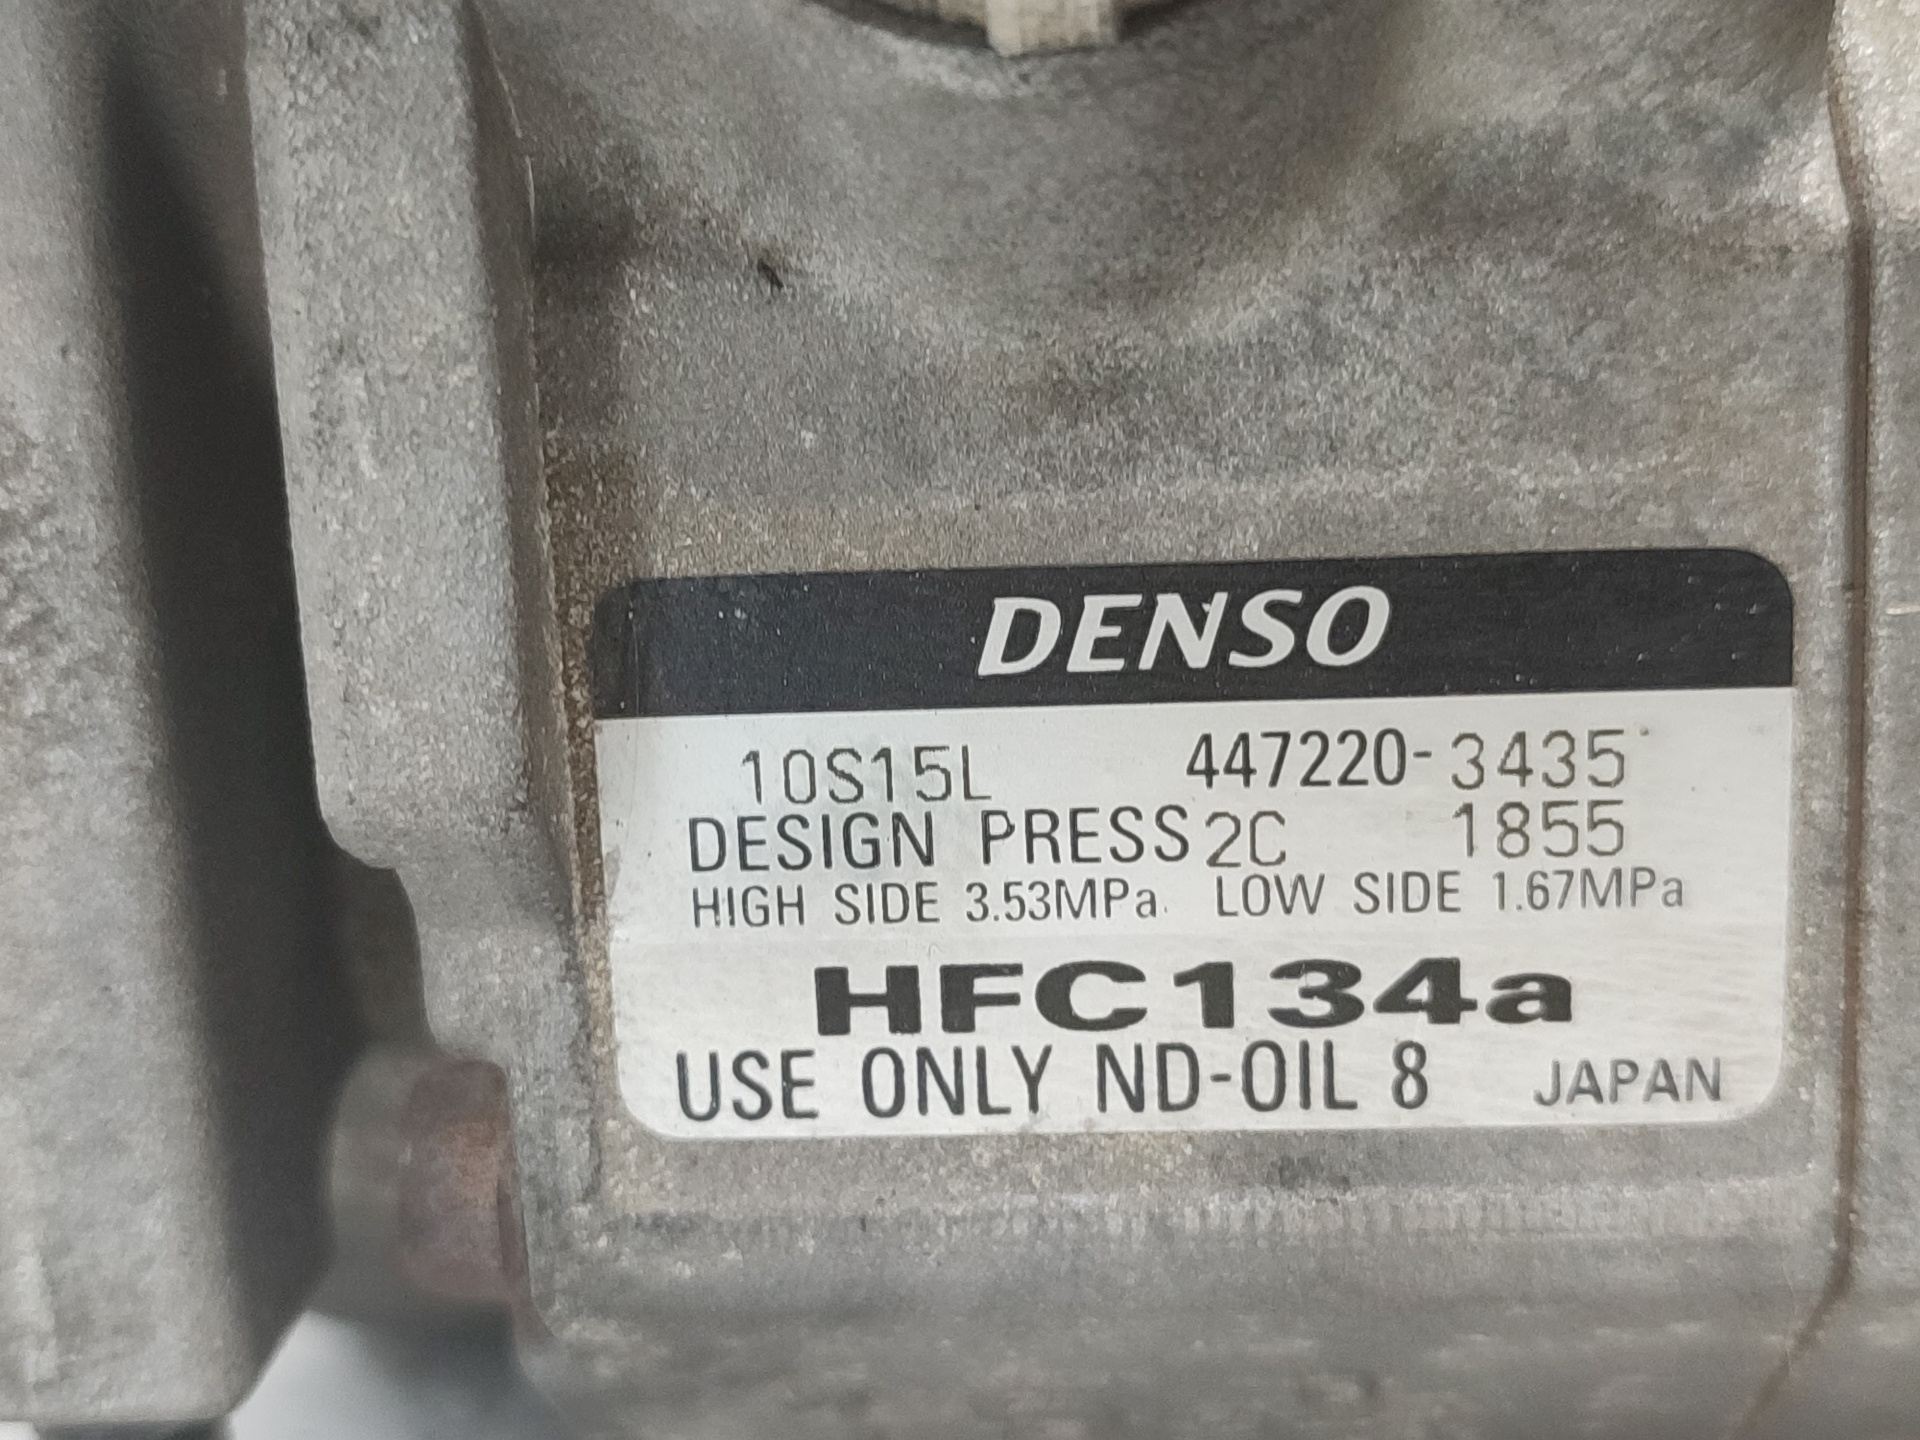 DENSO
10S15L 447220-3435
DESIGN PRESS 2C 1855
HIGH SIDE 3.53MPa LOW SIDE 1.67MPa
HFC134a
USE ONLY ND-OIL 8 JAPAN